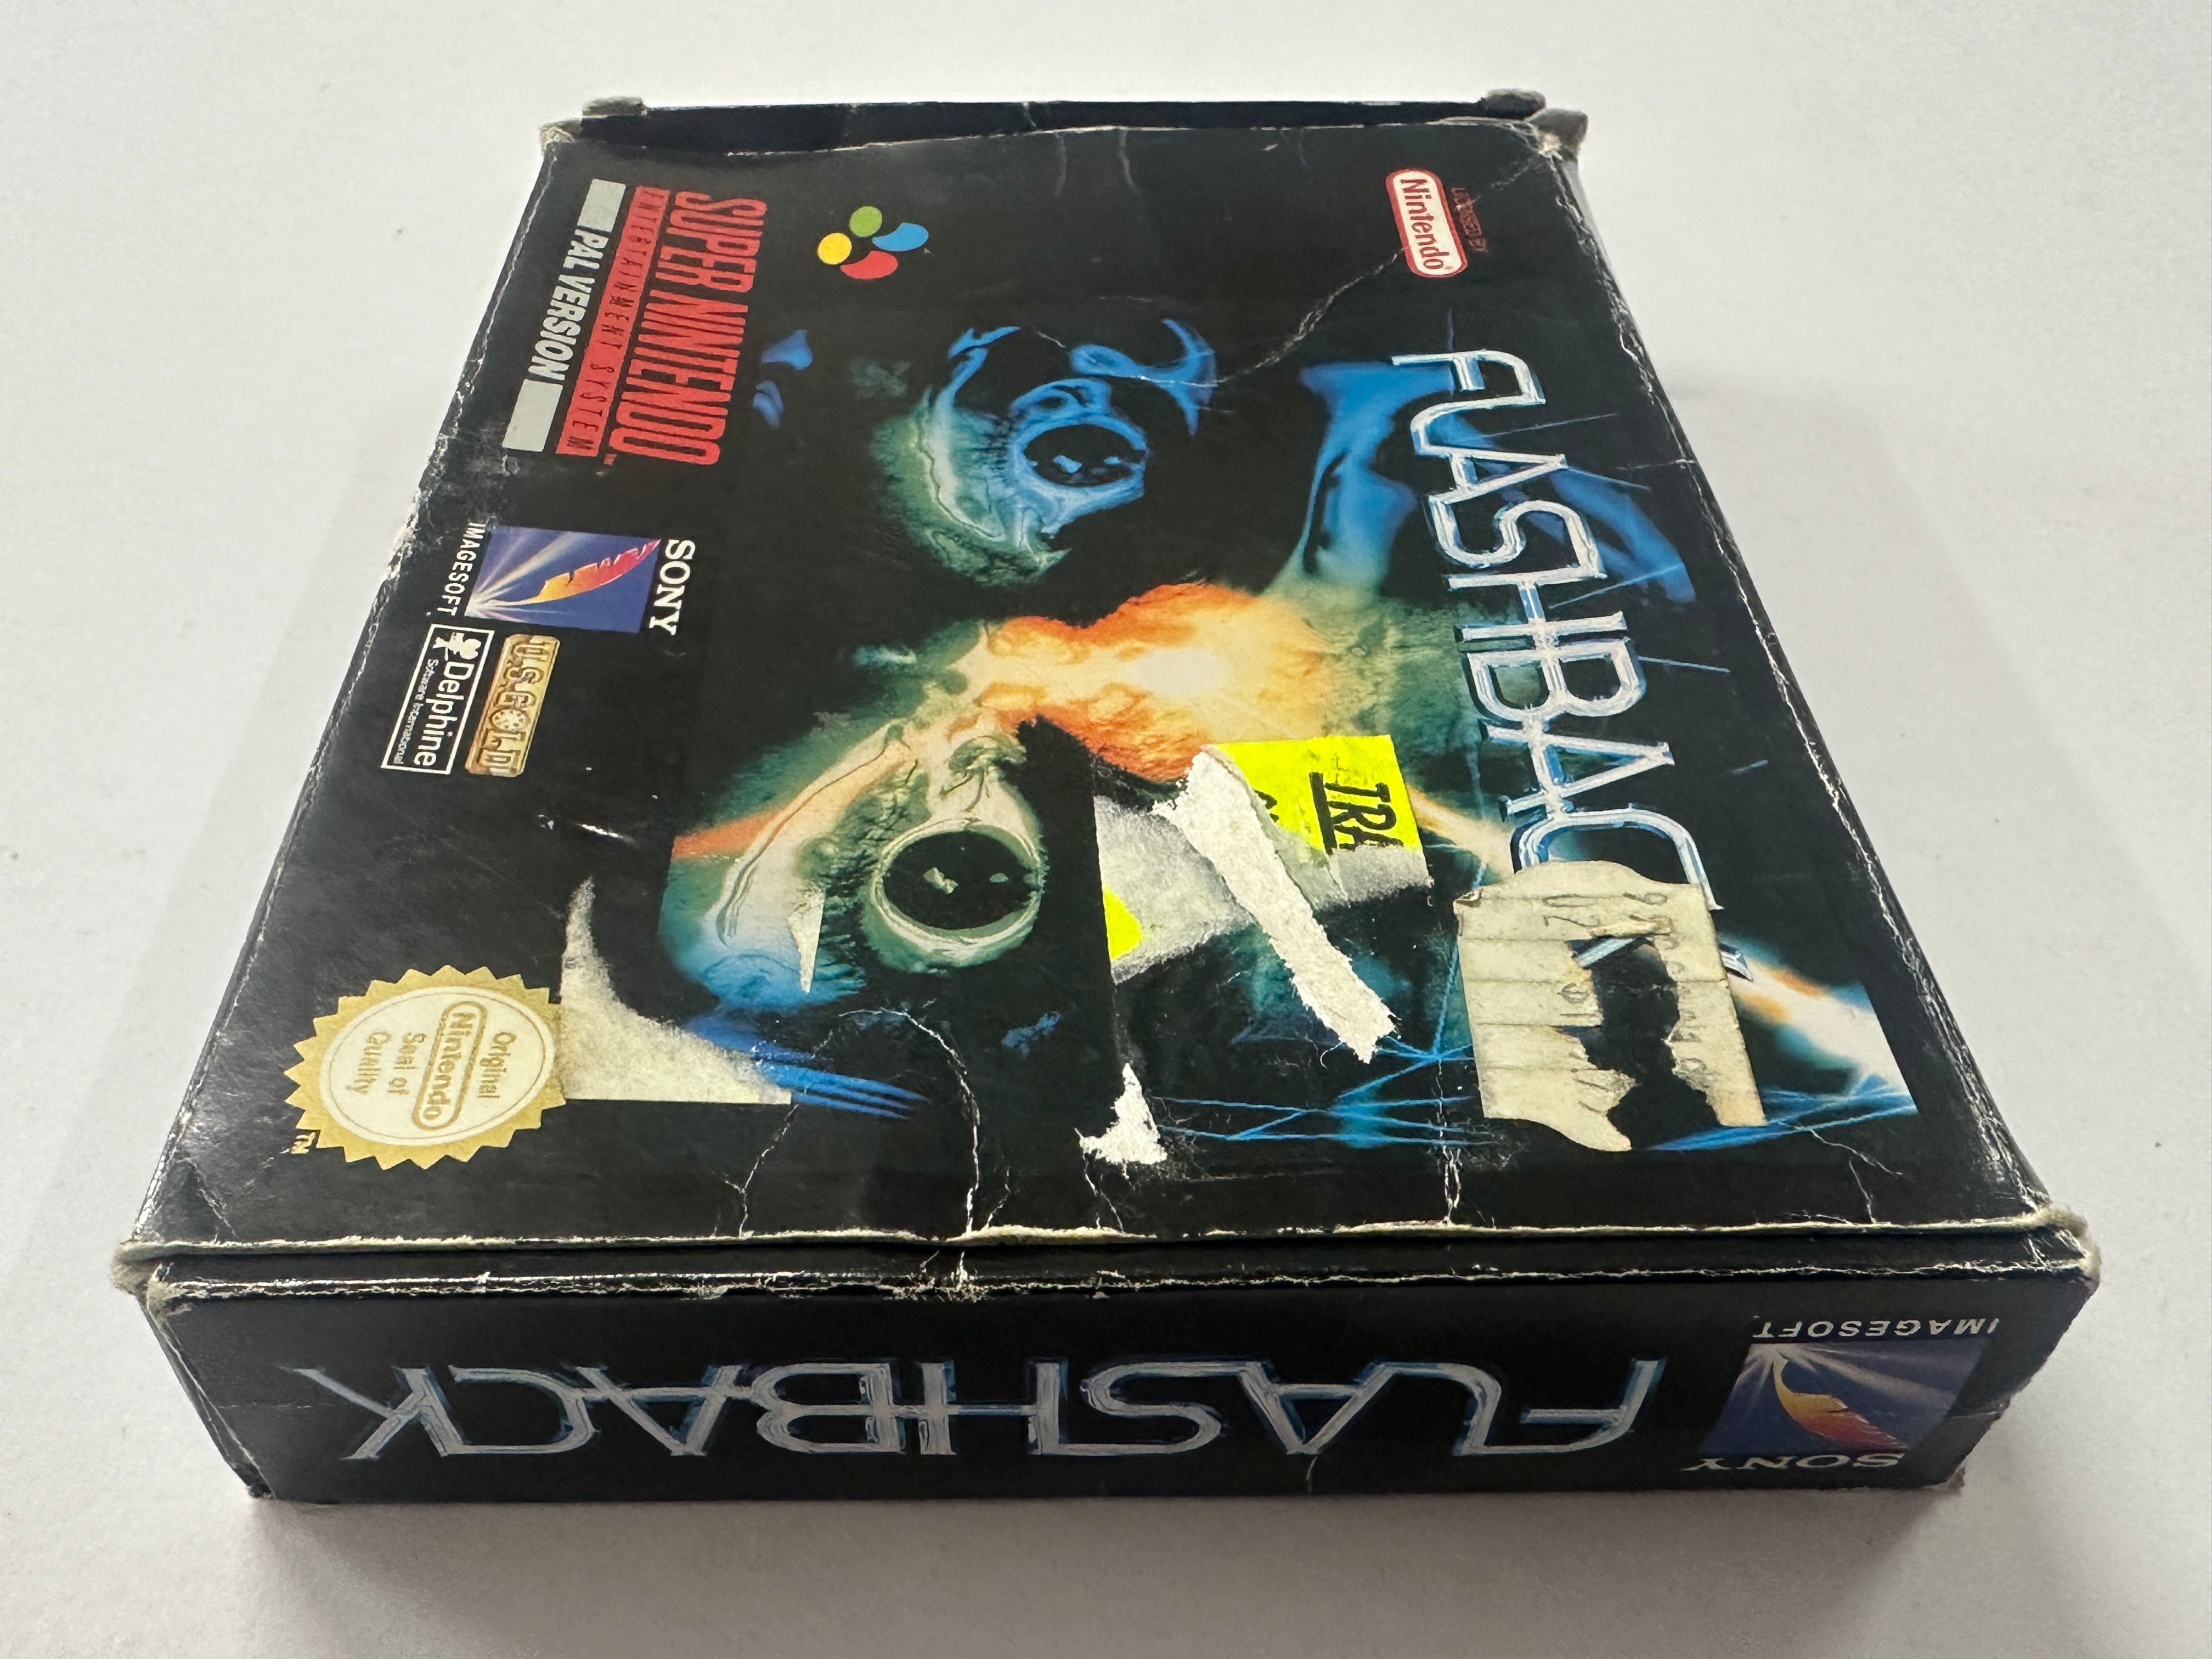 LICENSED BY
Nintendo®
FLASHBACK
SUPER NINTENDO™
ENTERTAINMENT SYSTEM
PAL VERSION
SONY
IMAGESOFT
U.S. GOLD
Delphine
Software International
Original
Nintendo
Seal of
Quality
TM
FLASHBACK
SONY
IMAGESOFT